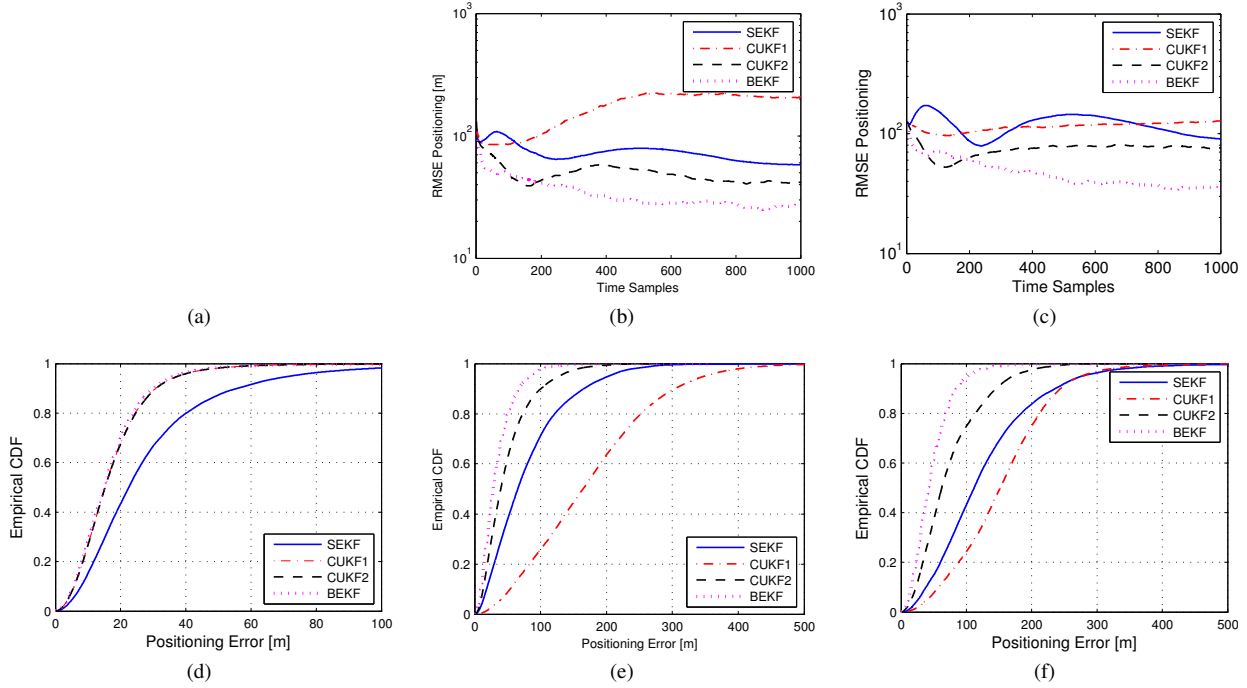 10^3
10^2
10^1
RMSE Positioning [m]
0 200 400 600 800 1000
Time Samples
SEKF
CUKF1
CUKF2
BEKF
10^3
10^2
10^1
RMSE Positioning
0 200 400 600 800 1000
Time Samples
SEKF
CUKF1
CUKF2
BEKF
(a) (b) (c)
1
0.8
0.6
0.4
0.2
0
Empirical CDF
0 20 40 60 80 100
Positioning Error [m]
SEKF
CUKF1
CUKF2
BEKF
1
0.8
0.6
0.4
0.2
0
Empirical CDF
0 100 200 300 400 500
Positioning Error [m]
SEKF
CUKF1
CUKF2
BEKF
1
0.8
0.6
0.4
0.2
0
Empirical CDF
0 100 200 300 400 500
Positioning Error [m]
SEKF
CUKF1
CUKF2
BEKF
(d) (e) (f)